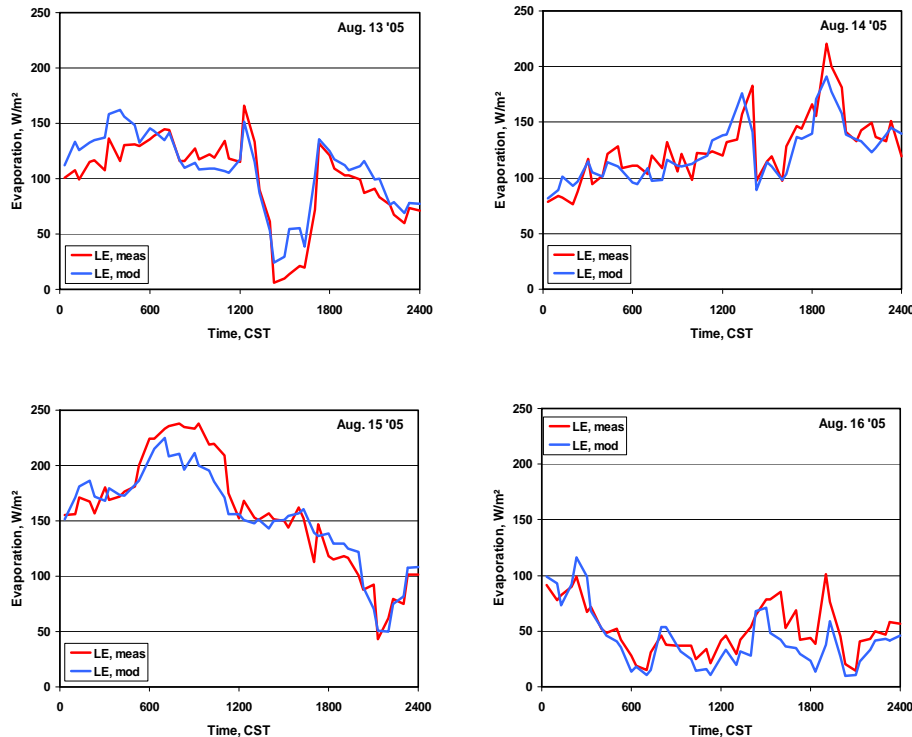 Aug. 13 '05
Evaporation, W/m²
250
200
150
100
50
0
LE, meas
LE, mod
0 600 1200 1800 2400
Time, CST
Aug. 14 '05
Evaporation, W/m²
250
200
150
100
50
0
LE, meas
LE, mod
0 600 1200 1800 2400
Time, CST
Aug. 15 '05
Evaporation, W/m²
250
200
150
100
50
0
LE, meas
LE, mod
0 600 1200 1800 2400
Time, CST
Aug. 16 '05
Evaporation, W/m²
250
200
150
100
50
0
LE, meas
LE, mod
0 600 1200 1800 2400
Time, CST